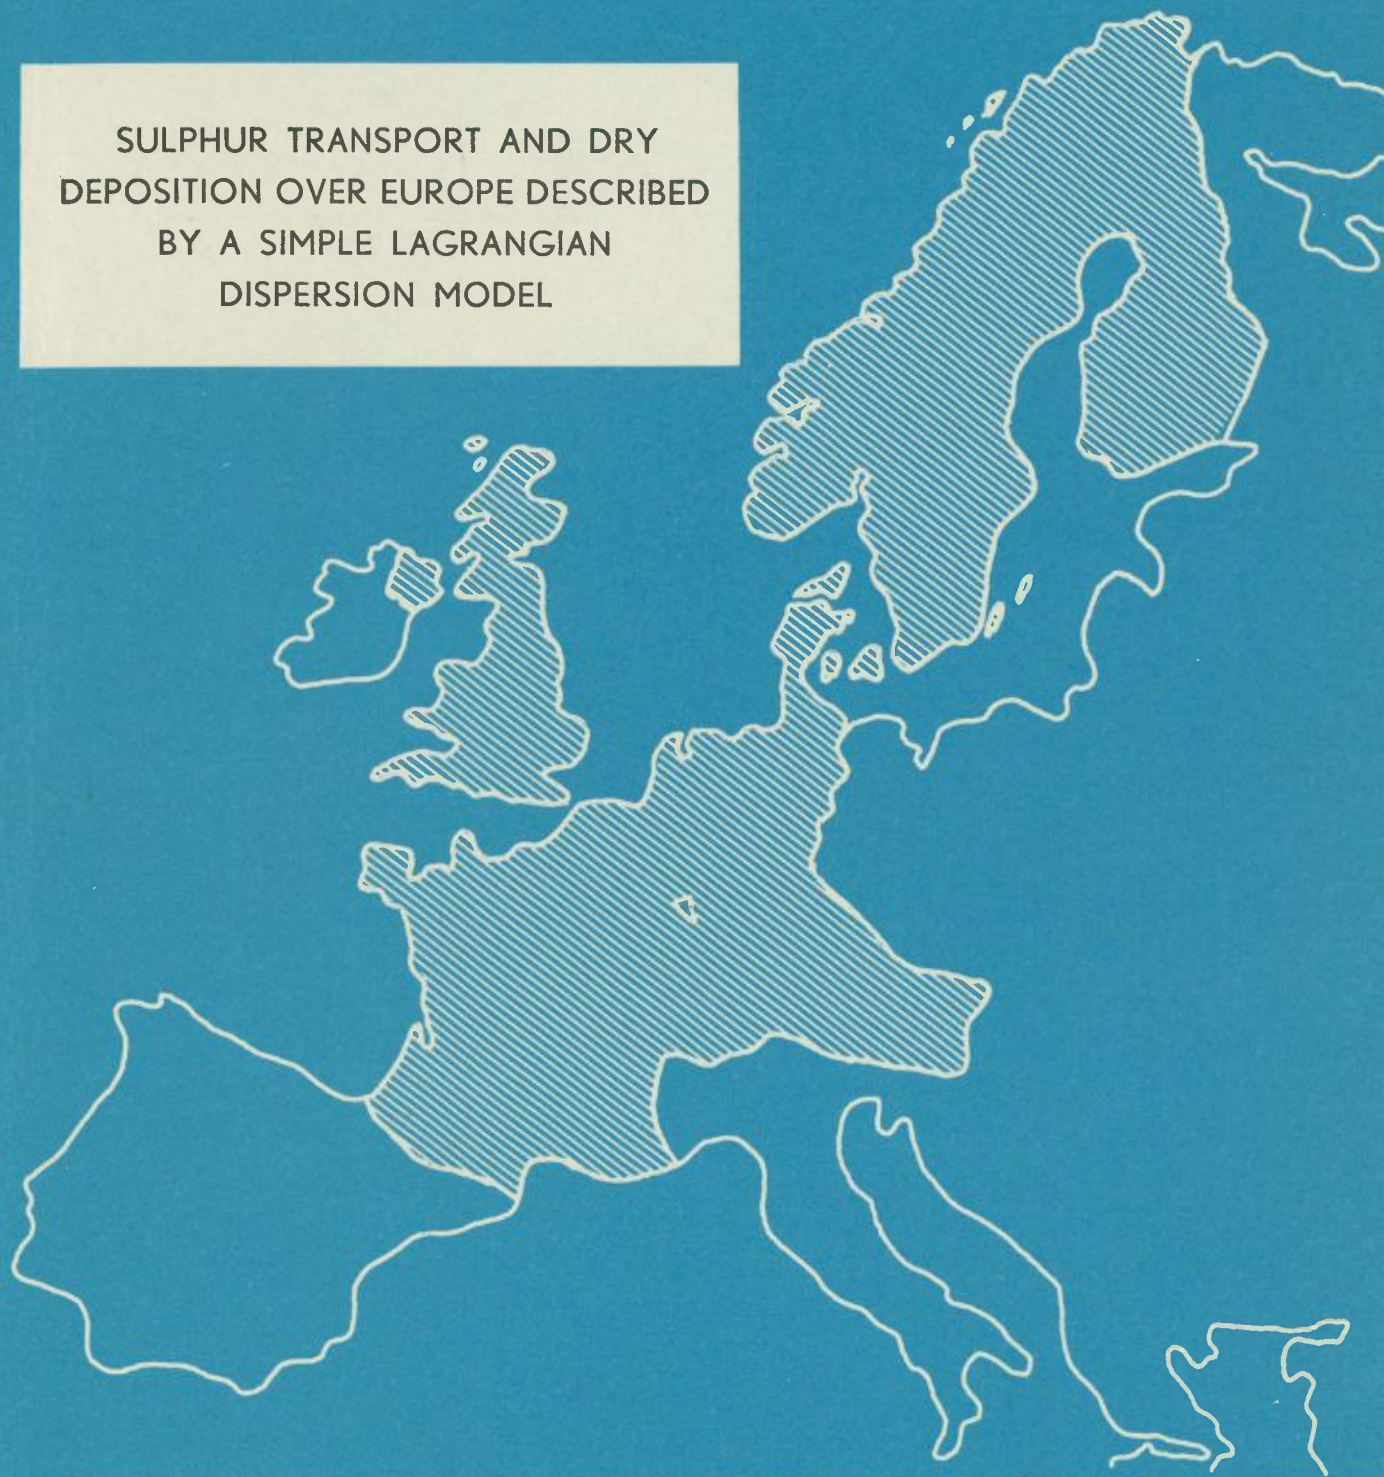 SULPHUR TRANSPORT AND DRY
DEPOSITION OVER EUROPE DESCRIBED
BY A SIMPLE LAGRANGIAN
DISPERSION MODEL